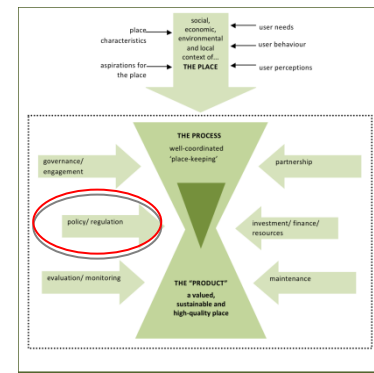 social,
economic,
environmental
and local
context of…
THE PLACE
place
characteristics
aspirations for
the place
user needs
user behaviour
user perceptions
THE PROCESS
well-coordinated
'place-keeping'
governance/
engagement
partnership
policy/ regulation
investment/ finance/
resources
evaluation/ monitoring
maintenance
THE "PRODUCT"
a valued,
sustainable and
high-quality place